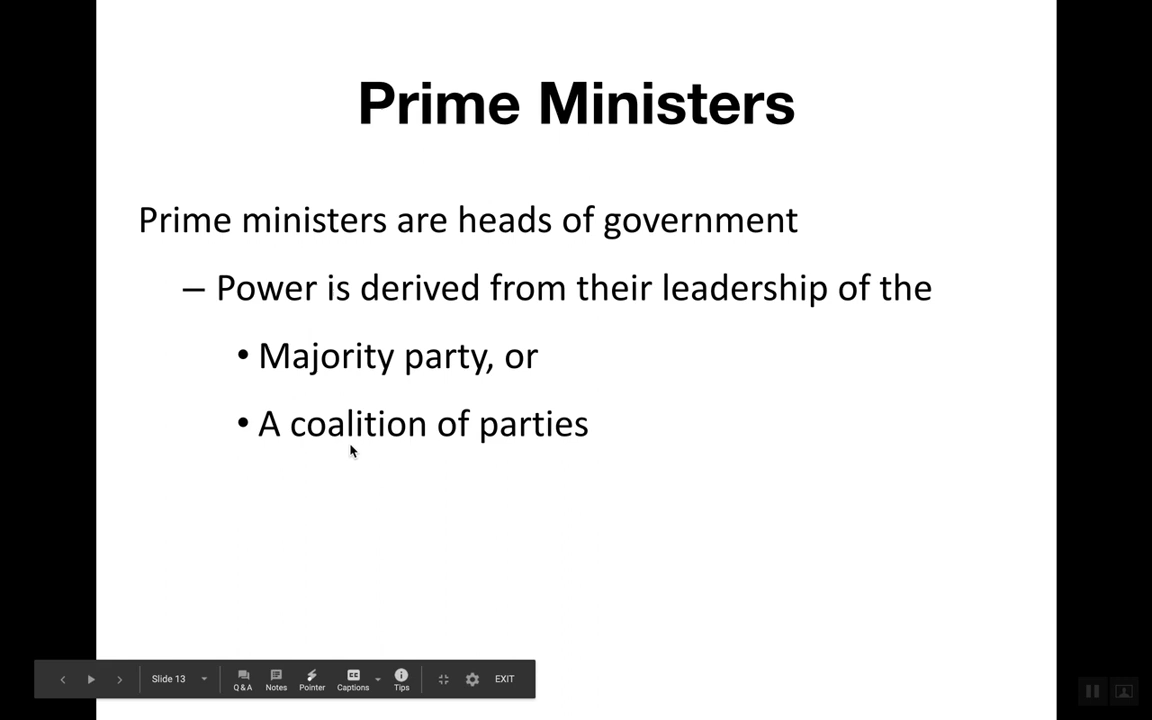 Prime Ministers
Prime ministers are heads of government
– Power is derived from their leadership of the
• Majority party, or
• A coalition of parties
Slide 13
Q&A
Notes
Pointer
CC
Captions
Tips
EXIT